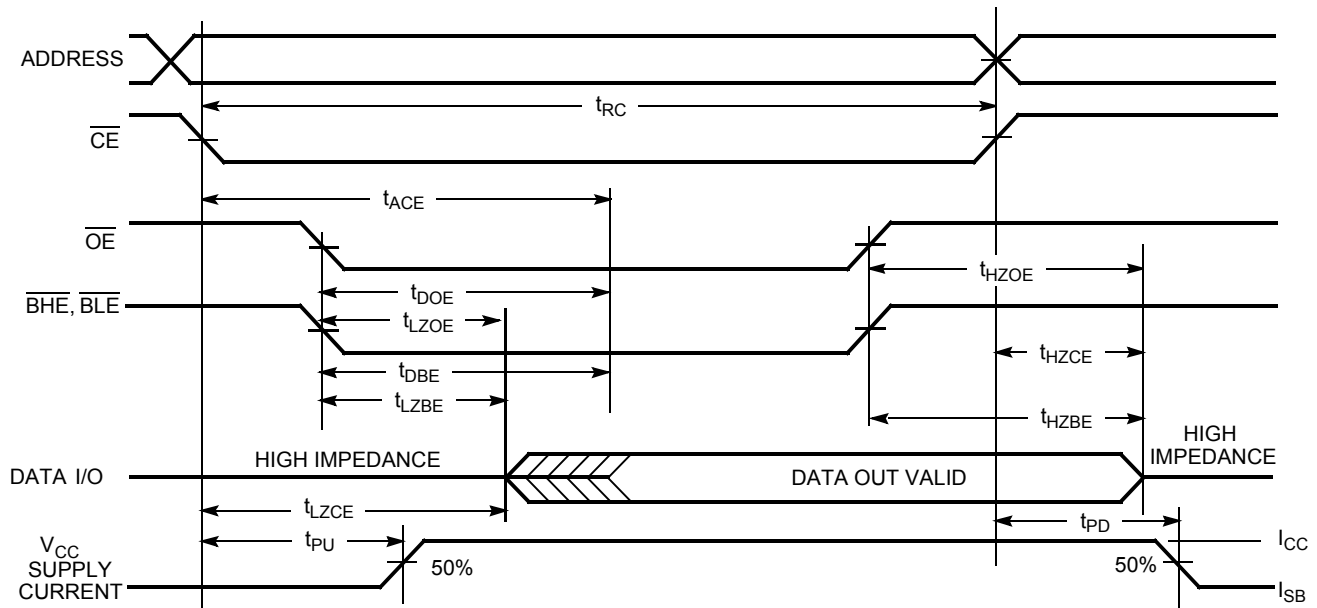 ADDRESS
tRC
CE
tACE
OE
tHZOE
tDOE
BHE, BLE
tLZOE
tHZCE
tDBE
tLZBE
tHZBE
HIGH
IMPEDANCE
HIGH IMPEDANCE
DATA I/O
DATA OUT VALID
tLZCE
tPD
tPU
VCC
SUPPLY
CURRENT
50%
50%
ICC
ISB